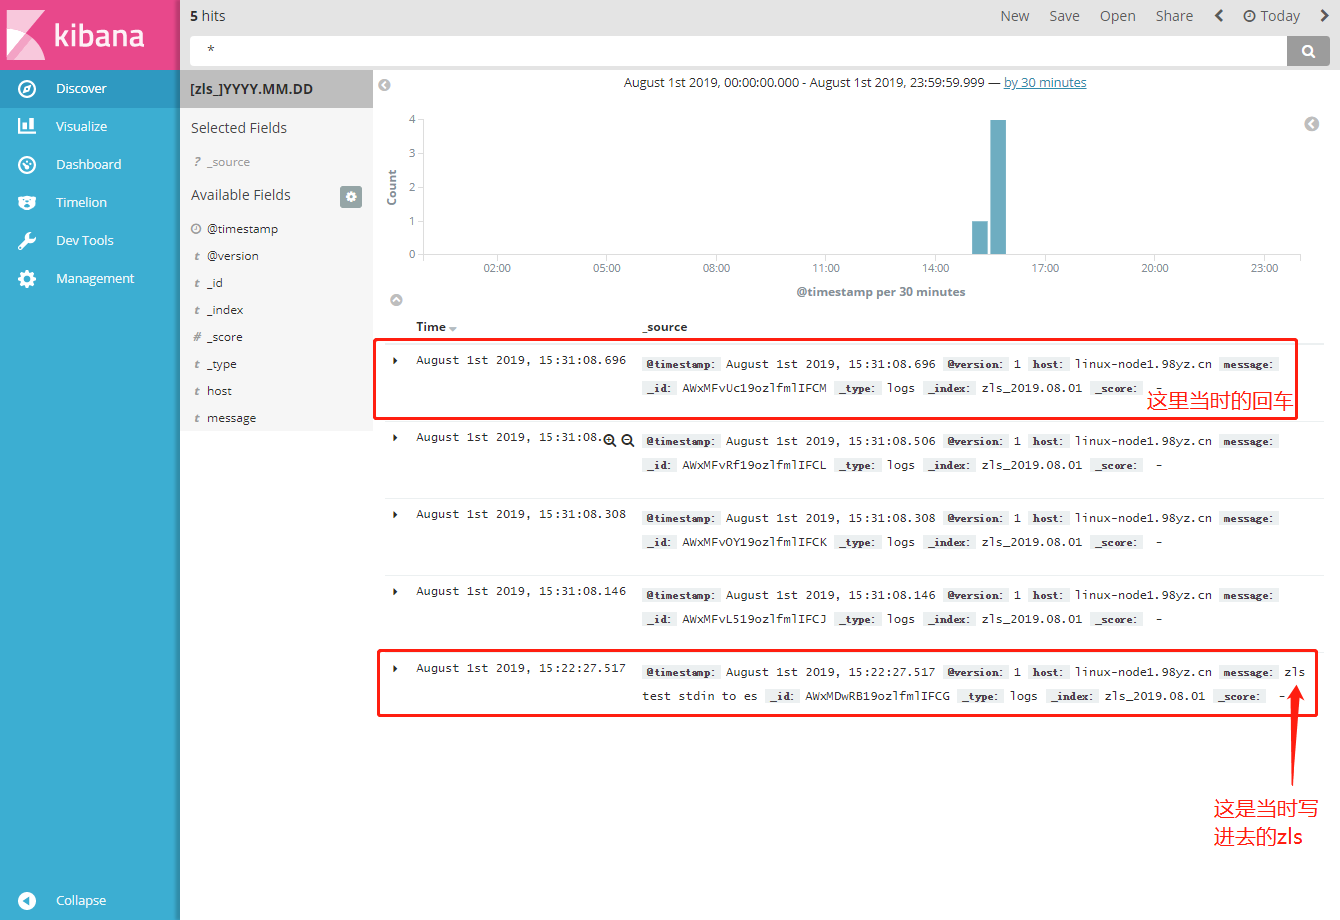 kibana
Discover
Visualize
Dashboard
Timelion
Dev Tools
Management
Collapse
5 hits
New Save Open Share Today
*
[zls_]YYYY.MM.DD
Selected Fields
? _source
Available Fields
@timestamp
t @version
t _id
t _index
# _score
t _type
t host
t message
August 1st 2019, 00:00:00.000 - August 1st 2019, 23:59:59.999 — by 30 minutes
Count
4
3
2
1
0
02:00 05:00 08:00 11:00 14:00 17:00 20:00 23:00
@timestamp per 30 minutes
Time _source
August 1st 2019, 15:31:08.696 @timestamp: August 1st 2019, 15:31:08.696 @version: 1 host: linux-node1.98yz.cn message:
_id: AWxMFvUc19ozlfmlIFCM _type: logs _index: zls_2019.08.01 _score: -
这里当时的回车
August 1st 2019, 15:31:08. @timestamp: August 1st 2019, 15:31:08.506 @version: 1 host: linux-node1.98yz.cn message:
_id: AWxMFvRf19ozlfmlIFCL _type: logs _index: zls_2019.08.01 _score: -
August 1st 2019, 15:31:08.308 @timestamp: August 1st 2019, 15:31:08.308 @version: 1 host: linux-node1.98yz.cn message:
_id: AWxMFvOY19ozlfmlIFCK _type: logs _index: zls_2019.08.01 _score: -
August 1st 2019, 15:31:08.146 @timestamp: August 1st 2019, 15:31:08.146 @version: 1 host: linux-node1.98yz.cn message:
_id: AWxMFvL519ozlfmlIFCJ _type: logs _index: zls_2019.08.01 _score: -
August 1st 2019, 15:22:27.517 @timestamp: August 1st 2019, 15:22:27.517 @version: 1 host: linux-node1.98yz.cn message: zls
test stdin to es _id: AWxMDwRB19ozlfmlIFCG _type: logs _index: zls_2019.08.01 _score: -
这是当时写
进去的zls